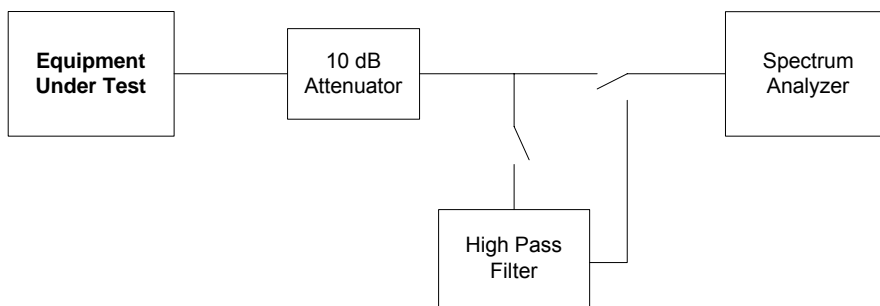 Equipment
Under Test
10 dB
Attenuator
Spectrum
Analyzer
High Pass
Filter